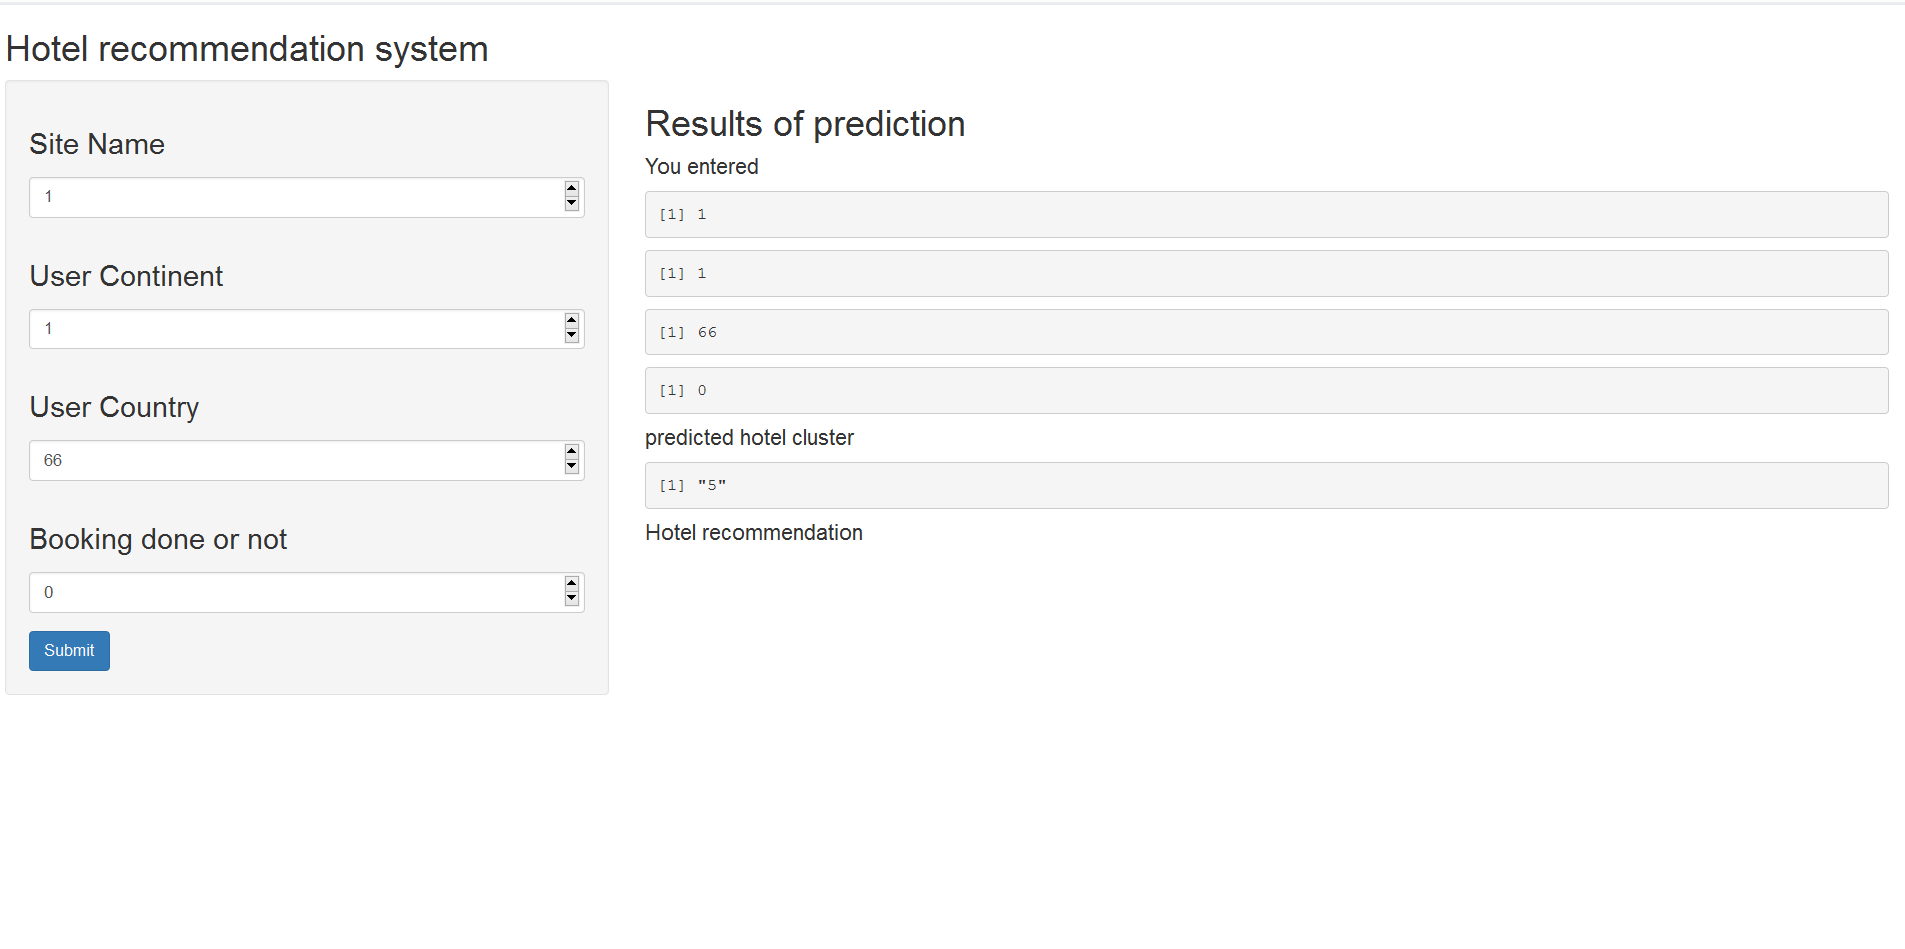 Hotel recommendation system
Site Name
1
User Continent
1
User Country
66
Booking done or not
0
Submit
Results of prediction
You entered
[1] 1
[1] 1
[1] 66
[1] 0
predicted hotel cluster
[1] "5"
Hotel recommendation